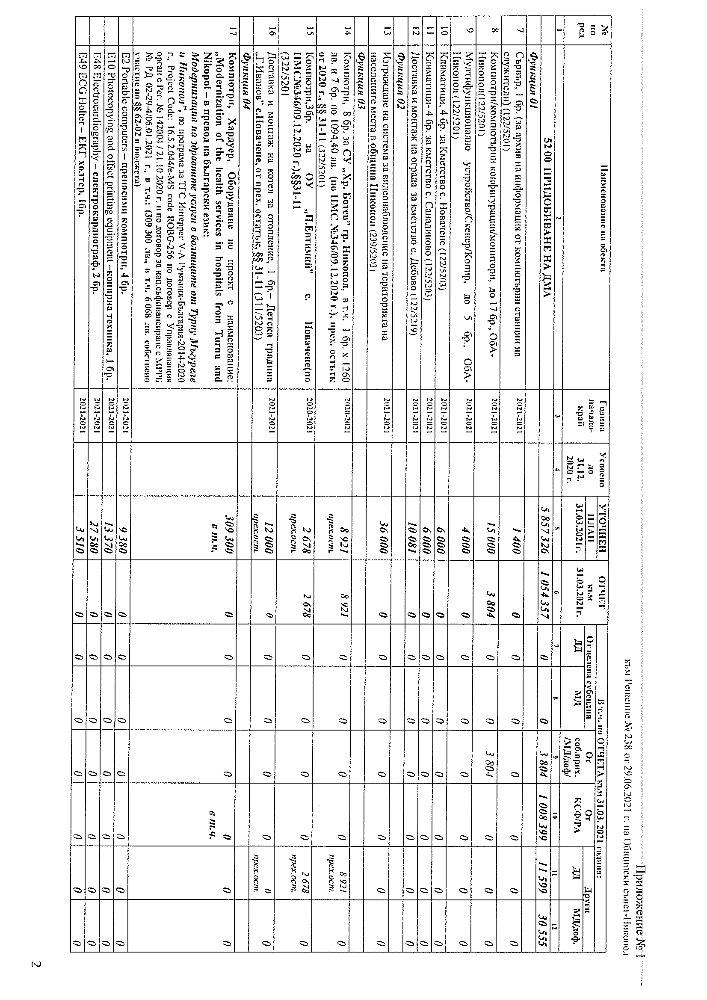 Приложение № 1
към Решение № 238 от 29.06.2021 г. на Общински съвет-Никопол
№ по ред | Наименование на обекта | Година начало-край | Усвоено до 31.12. 2020 г. | УТОЧНЕН ПЛАН 31.03.2021г. | ОТЧЕТ към 31.03.2021г. | В т.ч. по ОТЧЕТА към 31.03. 2021 година:
От целева субсидия | От соб.прих. /МД/доф/ | От КСФ/РА | Други
ДД | МД | ДД | МД/доф.
1 | 2 | 3 | 4 | 5 | 6 | 7 | 8 | 9 | 10 | 11 | 12
52 00 ПРИДОБИВАНЕ НА ДМА | 5 857 326 | 1 054 357 | 0 | 0 | 3 804 | 1 008 399 | 11 599 | 30 555
Функция 01
7 | Сървър, 1 бр. (за архив на информация от компютърни станции на
служители) (122/5201) | 2021-2021 | 1 400 | 0 | 0 | 0 | 0 | 0 | 0 | 0
8 | Компютри/компютърни конфигурации/монитори, до 17 бр., ОбА-
Никопол(122/5201) | 2021-2021 | 15 000 | 3 804 | 0 | 0 | 3 804 | 0 | 0 | 0
9 | Мултифункционално устройство/Скенер/Копир, до 5 бр., ОбА-
Никопол (122/5201) | 2021-2021 | 4 000 | 0 | 0 | 0 | 0 | 0 | 0 | 0
10 | Климатици, 4 бр. за Кметство с. Новачене (122/5203) | 2021-2021 | 6 000 | 0 | 0 | 0 | 0 | 0 | 0 | 0
11 | Климатици- 4 бр. за кметство с. Санадиново (122/5203) | 2021-2021 | 6 000 | 0 | 0 | 0 | 0 | 0 | 0 | 0
12 | Доставка и монтаж на ограда за кметство с. Дебово (122/5219) | 2021-2021 | 10 081 | 0 | 0 | 0 | 0 | 0 | 0 | 0
Функция 02
13 | Изграждане на система за видеонаблюдение на територията на
населените места в община Никопол (239/5203) | 2021-2021 | 36 000 | 0 | 0 | 0 | 0 | 0 | 0 | 0
Функция 03
14 | Компютри, 8 бр. за СУ „Хр. Ботев” гр. Никопол, в т.ч. 1 бр. х 1260
лв. и 7 бр. по 1094,40 лв. (по ПМС №346/09.12.2020 г.), прех. остътк
от 2020 г., §§ 31-11 (322/5201) | 2020-2021 | 8 921 прех.ост. | 8 921 | 0 | 0 | 0 | 0 | 8 921 прех.ост. | 0
15 | Компютри,3бр. за ОУ „П.Евтимий” с. Новачене(по
ПМС№346/09.12.2020 г.),§§31-11
(322/5201 | 2020-2021 | 2 678 прех.ост. | 2 678 | 0 | 0 | 0 | 0 | 2 678 прех.ост. | 0
16 | Доставка и монтаж на котел за отопление, 1 бр.– Детска градина
„Г.Иванов” с.Новачене, от прех. остатък, §§ 31-11 (311/5203) | 2021-2021 | 12 000 прех.ост. | 0 | 0 | 0 | 0 | 0 | 0 прех.ост. | 0
Функция 04
17 | Компютри, Хардуер, Оборудване по проект с наименование:
„Modernization of the health services in hospitals from Turnu and
Nikopol – в превод на български език:
Модернизация на здравните услуги в болниците от Турну Мъгуреле
и Никопол”, по програма за ТГС Интеррег V-A Румъния-България-2014-2020
г., Project Code: 16.5.2.044/e-MS code ROBG-256 по договор с Управляващия
орган с Рег. № 142004 / 21.10.2020 г. и по договор за нац.съфинансиране с МРРБ
№ РД 02-29-4/06.01.2021 г., в т.ч.: (309 300 лв., в т.ч. 6 068 лв. собствено
участие по §§ 62-02 в бюджета) | 309 300 в т.ч. | 0 | 0 | 0 | 0 | 0 в т.ч. | 0 | 0
E2 Portable computers – преносими компютри, 4 бр. | 2021-2021 | 9 380 | 0 | 0 | 0 | 0 | 0 | 0 | 0
E10 Photocopying and offset printing equipment –копирна техника, 1 бр. | 2021-2021 | 13 370 | 0 | 0 | 0 | 0 | 0 | 0 | 0
E48 Electrocardiography – електрокардиограф, 2 бр. | 2021-2021 | 27 580 | 0 | 0 | 0 | 0 | 0 | 0 | 0
E49 ECG Holter – ЕКГ холтер, 1бр. | 2021-2021 | 3 510 | 0 | 0 | 0 | 0 | 0 | 0 | 0
2